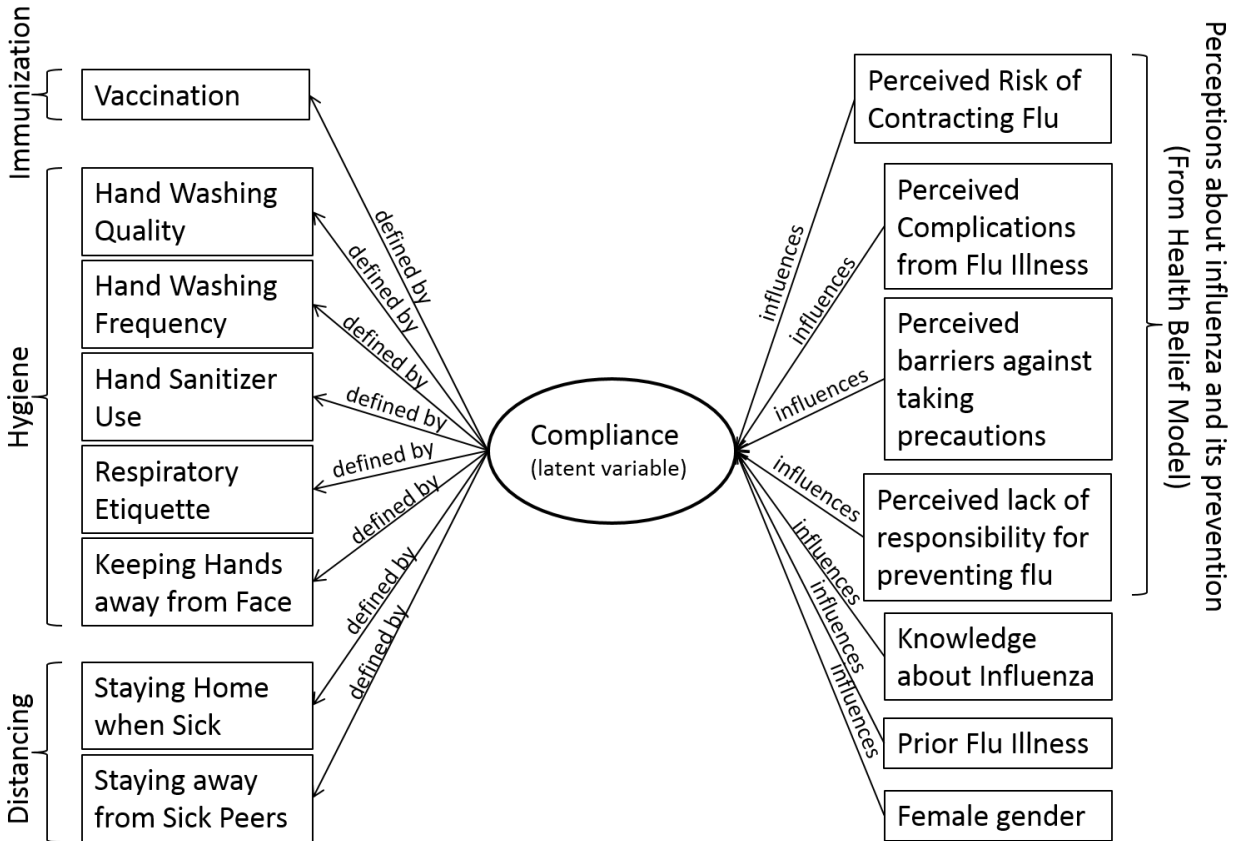 Immunization
Vaccination
Hygiene
Hand Washing
Quality
Hand Washing
Frequency
Hand Sanitizer
Use
Respiratory
Etiquette
Keeping Hands
away from Face
Distancing
Staying Home
when Sick
Staying away
from Sick Peers
defined by
defined by
defined by
defined by
defined by
defined by
defined by
defined by
Compliance
(latent variable)
influences
influences
influences
influences
influences
influences
influences
Perceived Risk of
Contracting Flu
Perceived
Complications
from Flu Illness
Perceived
barriers against
taking
precautions
Perceived lack of
responsibility for
preventing flu
Knowledge
about Influenza
Prior Flu Illness
Female gender
Perceptions about influenza and its prevention
(From Health Belief Model)